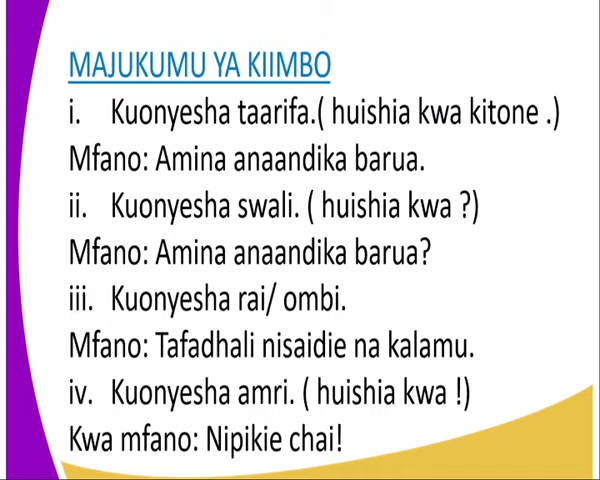 MAJUKUMU YA KIIMBO
i. Kuonyesha taarifa.( huishia kwa kitone .)
Mfano: Amina anaandika barua.
ii. Kuonyesha swali. ( huishia kwa ?)
Mfano: Amina anaandika barua?
iii. Kuonyesha rai/ ombi.
Mfano: Tafadhali nisaidie na kalamu.
iv. Kuonyesha amri. ( huishia kwa !)
Kwa mfano: Nipikie chai!